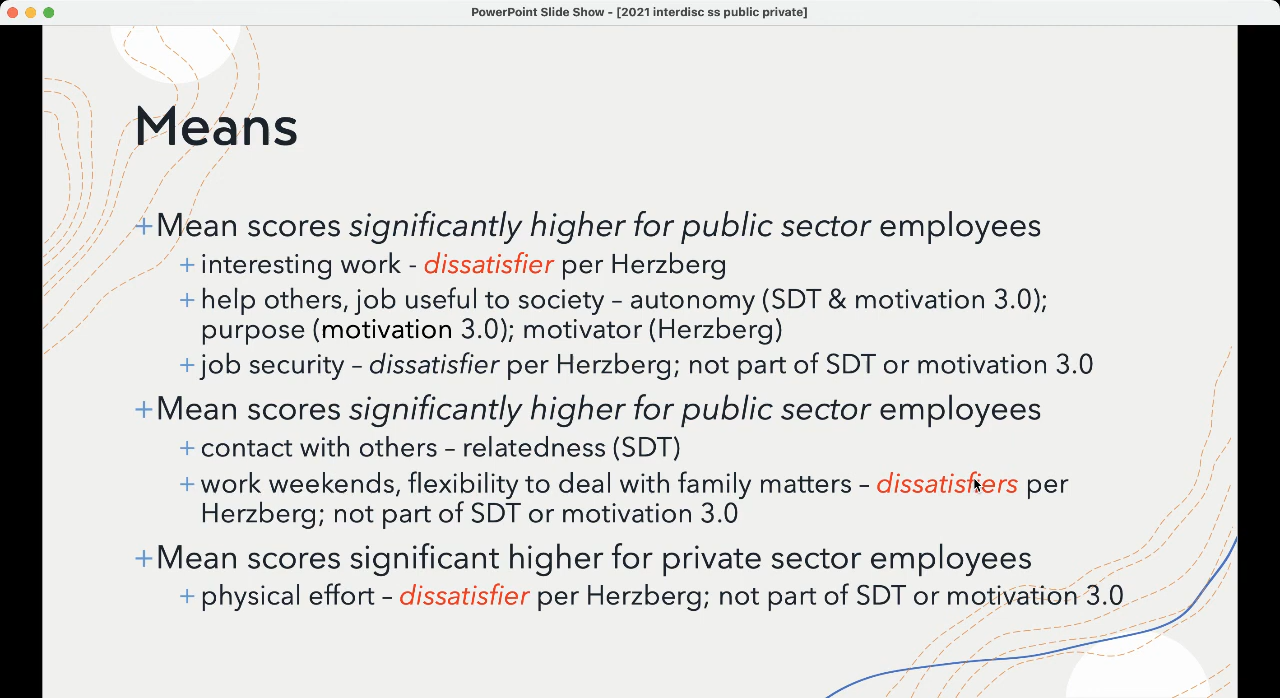 PowerPoint Slide Show - [2021 interdisc ss public private]
Means
+Mean scores significantly higher for public sector employees
+ interesting work - dissatisfier per Herzberg
+ help others, job useful to society – autonomy (SDT & motivation 3.0);
purpose (motivation 3.0); motivator (Herzberg)
+ job security – dissatisfier per Herzberg; not part of SDT or motivation 3.0
+Mean scores significantly higher for public sector employees
+ contact with others – relatedness (SDT)
+ work weekends, flexibility to deal with family matters – dissatisfiers per
Herzberg; not part of SDT or motivation 3.0
+Mean scores significant higher for private sector employees
+ physical effort – dissatisfier per Herzberg; not part of SDT or motivation 3.0